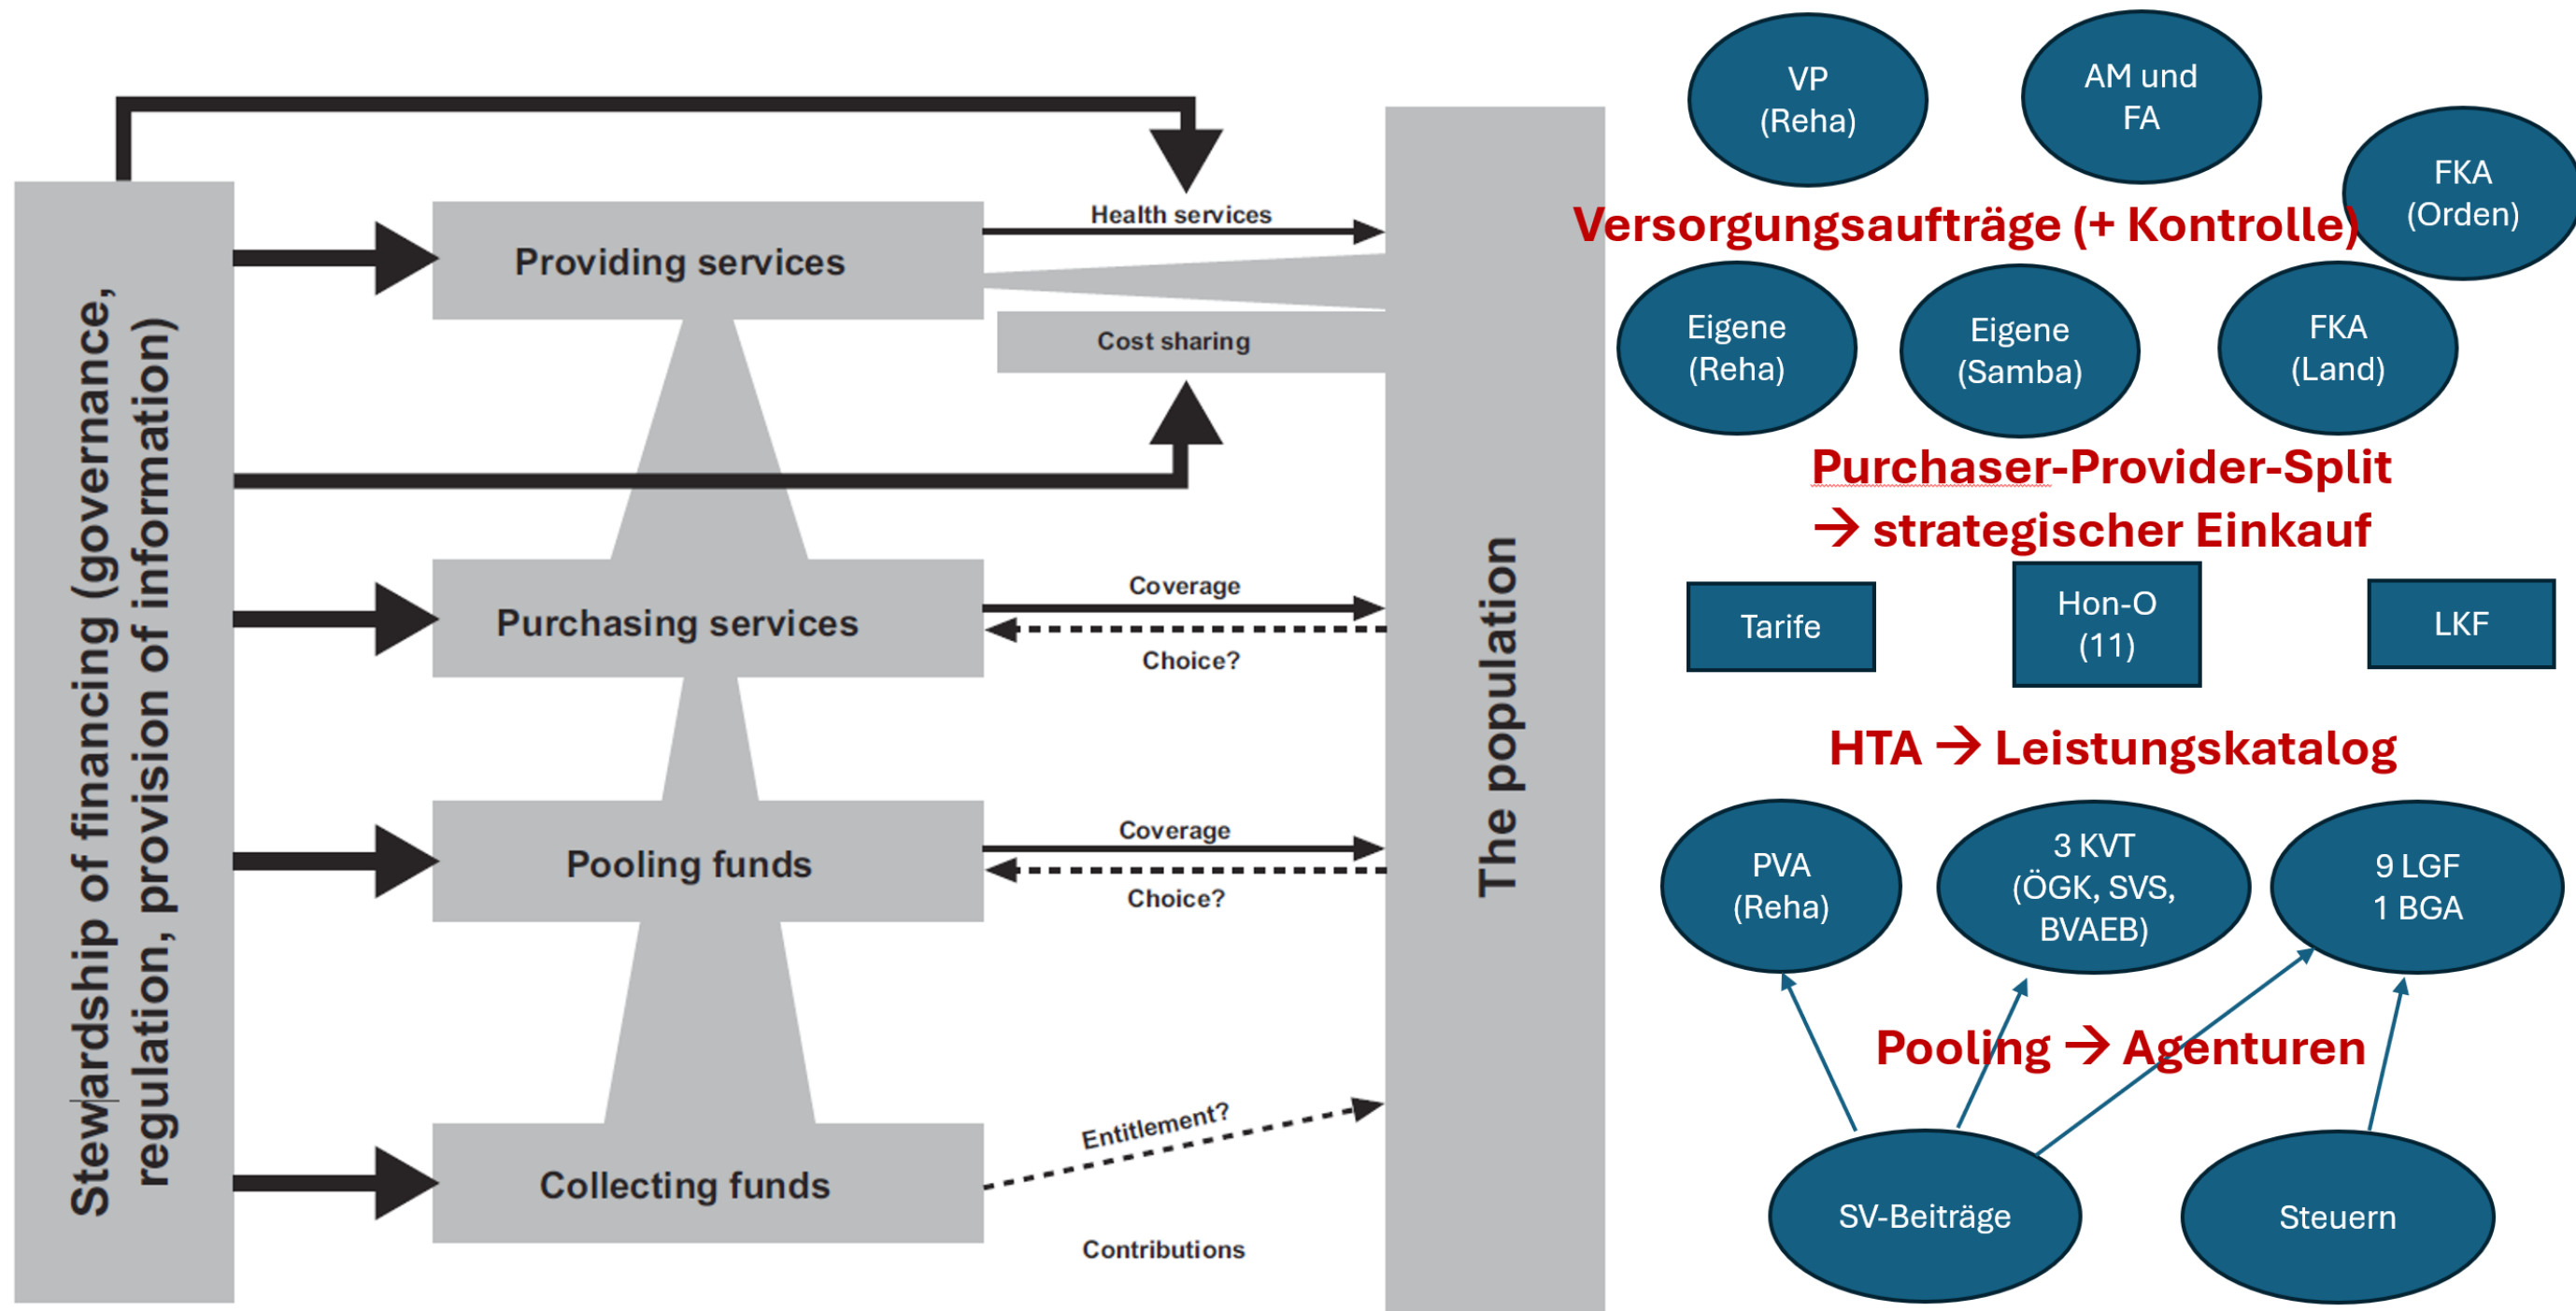 Stewardship of financing (governance,
regulation, provision of information)
Providing services
Purchasing services
Pooling funds
Collecting funds
Health services
Cost sharing
Coverage
Choice?
Coverage
Choice?
Entitlement?
Contributions
The population
VP
(Reha)
AM und
FA
FKA
(Orden)
Versorgungsaufträge (+ Kontrolle)
Eigene
(Reha)
Eigene
(Samba)
FKA
(Land)
Purchaser-Provider-Split
→ strategischer Einkauf
Tarife
Hon-O
(11)
LKF
HTA → Leistungskatalog
PVA
(Reha)
3 KVT
(ÖGK, SVS,
BVAEB)
9 LGF
1 BGA
Pooling → Agenturen
SV-Beiträge
Steuern